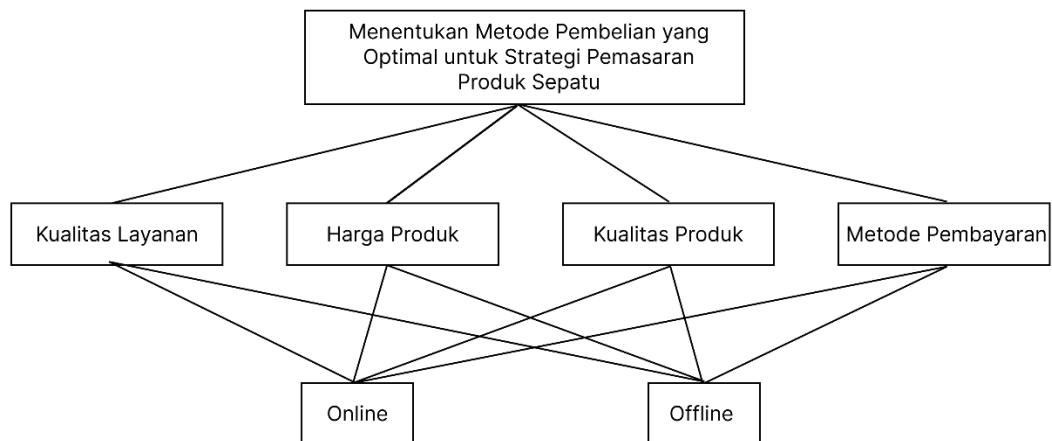 Menentukan Metode Pembelian yang
Optimal untuk Strategi Pemasaran
Produk Sepatu
Kualitas Layanan
Harga Produk
Kualitas Produk
Metode Pembayaran
Online
Offline